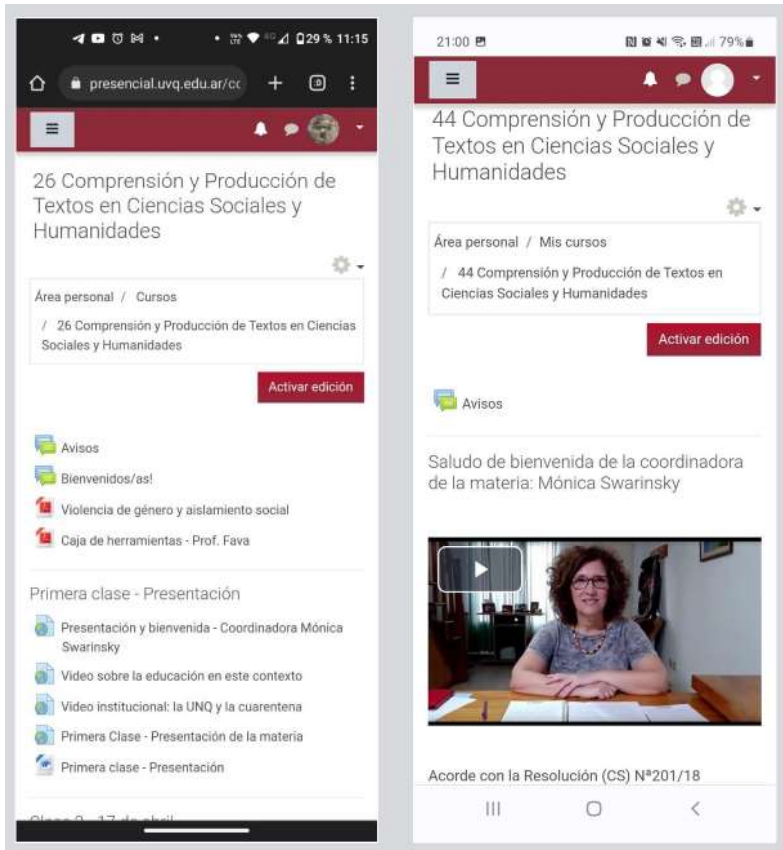 29 % 11:15
presencial.uvq.edu.ar/cc
26 Comprensión y Producción de
Textos en Ciencias Sociales y
Humanidades
Área personal / Cursos
/ 26 Comprensión y Producción de Textos en Ciencias
Sociales y Humanidades
Activar edición
Avisos
Bienvenidos/as!
Violencia de género y aislamiento social
Caja de herramientas - Prof. Fava
Primera clase - Presentación
Presentación y bienvenida - Coordinadora Mónica
Swarinsky
Video sobre la educación en este contexto
Video institucional: la UNQ y la cuarentena
Primera Clase - Presentación de la materia
Primera clase - Presentación
Clase 2 - 17 de abril
21:00
79%
44 Comprensión y Producción de
Textos en Ciencias Sociales y
Humanidades
Área personal / Mis cursos
/ 44 Comprensión y Producción de Textos en
Ciencias Sociales y Humanidades
Activar edición
Avisos
Saludo de bienvenida de la coordinadora
de la materia: Mónica Swarinsky
Acorde con la Resolución (CS) Nª201/18